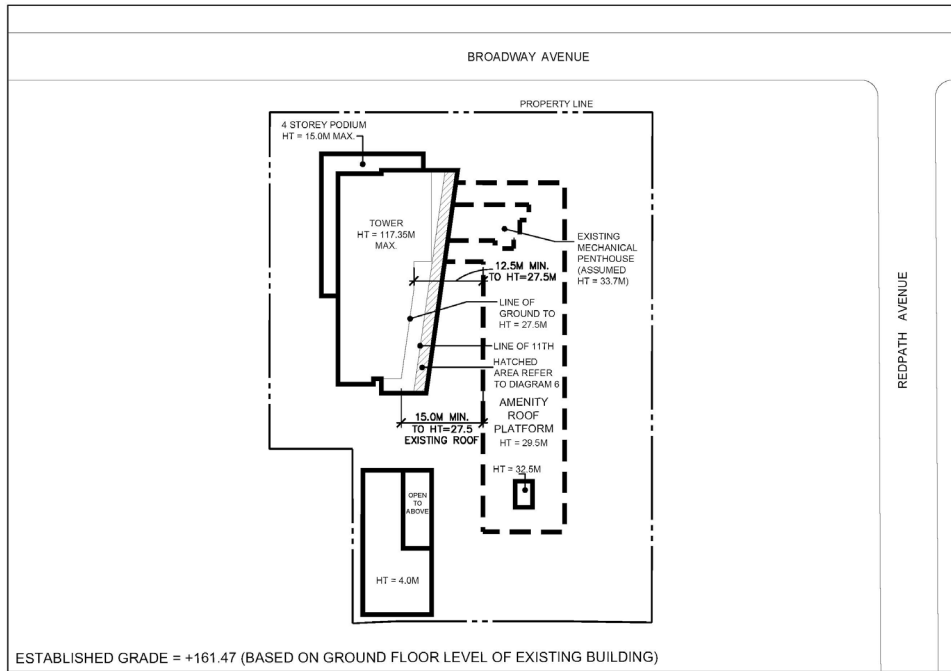 BROADWAY AVENUE
PROPERTY LINE
4 STOREY PODIUM
HT = 15.0M MAX.
TOWER
HT = 117.35M
MAX.
EXISTING
MECHANICAL
PENTHOUSE
(ASSUMED
HT = 33.7M)
12.5M MIN.
TO HT=27.5M
LINE OF
GROUND TO
HT = 27.5M
LINE OF 11TH
HATCHED
AREA REFER
TO DIAGRAM 6
REDPATH AVENUE
AMENITY
ROOF
PLATFORM
HT = 29.5M
15.0M MIN.
TO HT=27.5
EXISTING ROOF
HT = 32.5M
OPEN
TO
ABOVE
HT = 4.0M
ESTABLISHED GRADE = +161.47 (BASED ON GROUND FLOOR LEVEL OF EXISTING BUILDING)